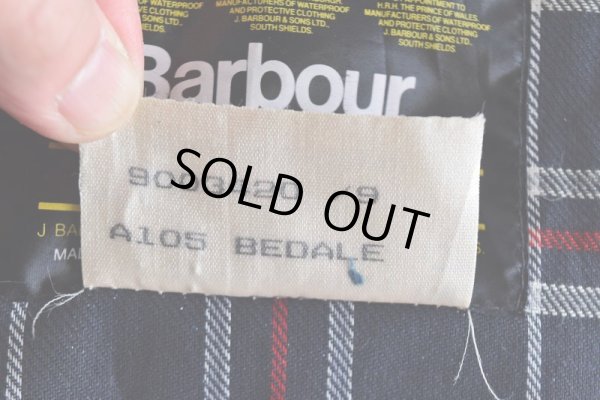 MANUFACTURERS OF WATERPROOF
AND PROTECTIVE CLOTHING
J. BARBOUR & SONS LTD.,
SOUTH SHIELDS.
H.R.H. THE PRINCE OF WALES,
MANUFACTURERS OF WATERPROOF
AND PROTECTIVE CLOTHING
J. BARBOUR & SONS LTD.,
SOUTH SHIELDS.
Barbour
SOLD OUT
A105 BEDALE
J BA